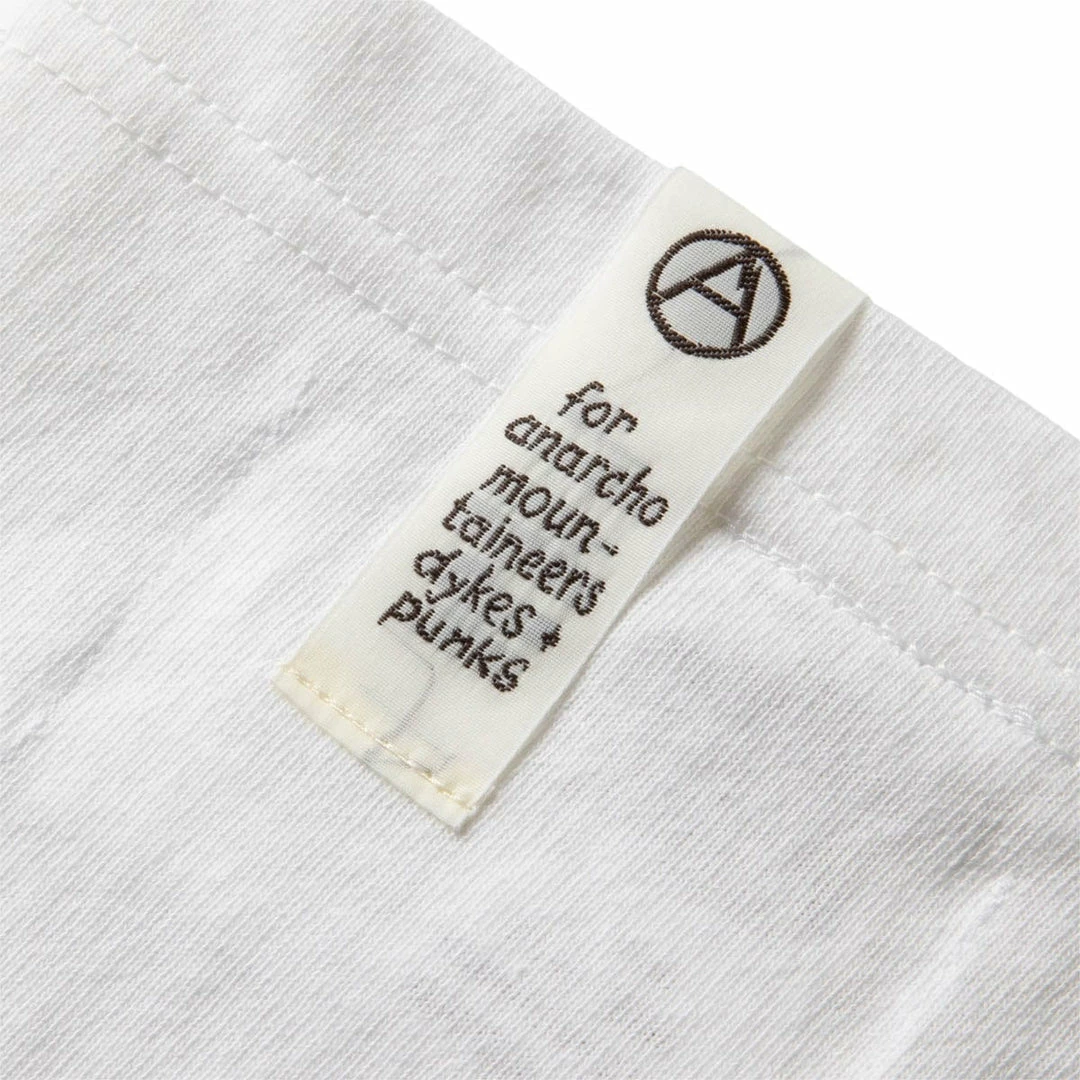 A
for
anarcho
moun-
taineers
dykes +
punks